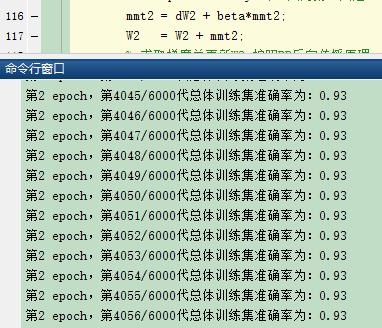 116 — mmt2 = dW2 + beta*mmt2;
117 — W2 = W2 + mmt2;
命令行窗口
第2 epoch, 第4045/6000代总体训练集准确率为: 0.93
第2 epoch, 第4046/6000代总体训练集准确率为: 0.93
第2 epoch, 第4047/6000代总体训练集准确率为: 0.93
第2 epoch, 第4048/6000代总体训练集准确率为: 0.93
第2 epoch, 第4049/6000代总体训练集准确率为: 0.93
第2 epoch, 第4050/6000代总体训练集准确率为: 0.93
第2 epoch, 第4051/6000代总体训练集准确率为: 0.93
第2 epoch, 第4052/6000代总体训练集准确率为: 0.93
第2 epoch, 第4053/6000代总体训练集准确率为: 0.93
第2 epoch, 第4054/6000代总体训练集准确率为: 0.93
第2 epoch, 第4055/6000代总体训练集准确率为: 0.93
第2 epoch, 第4056/6000代总体训练集准确率为: 0.93